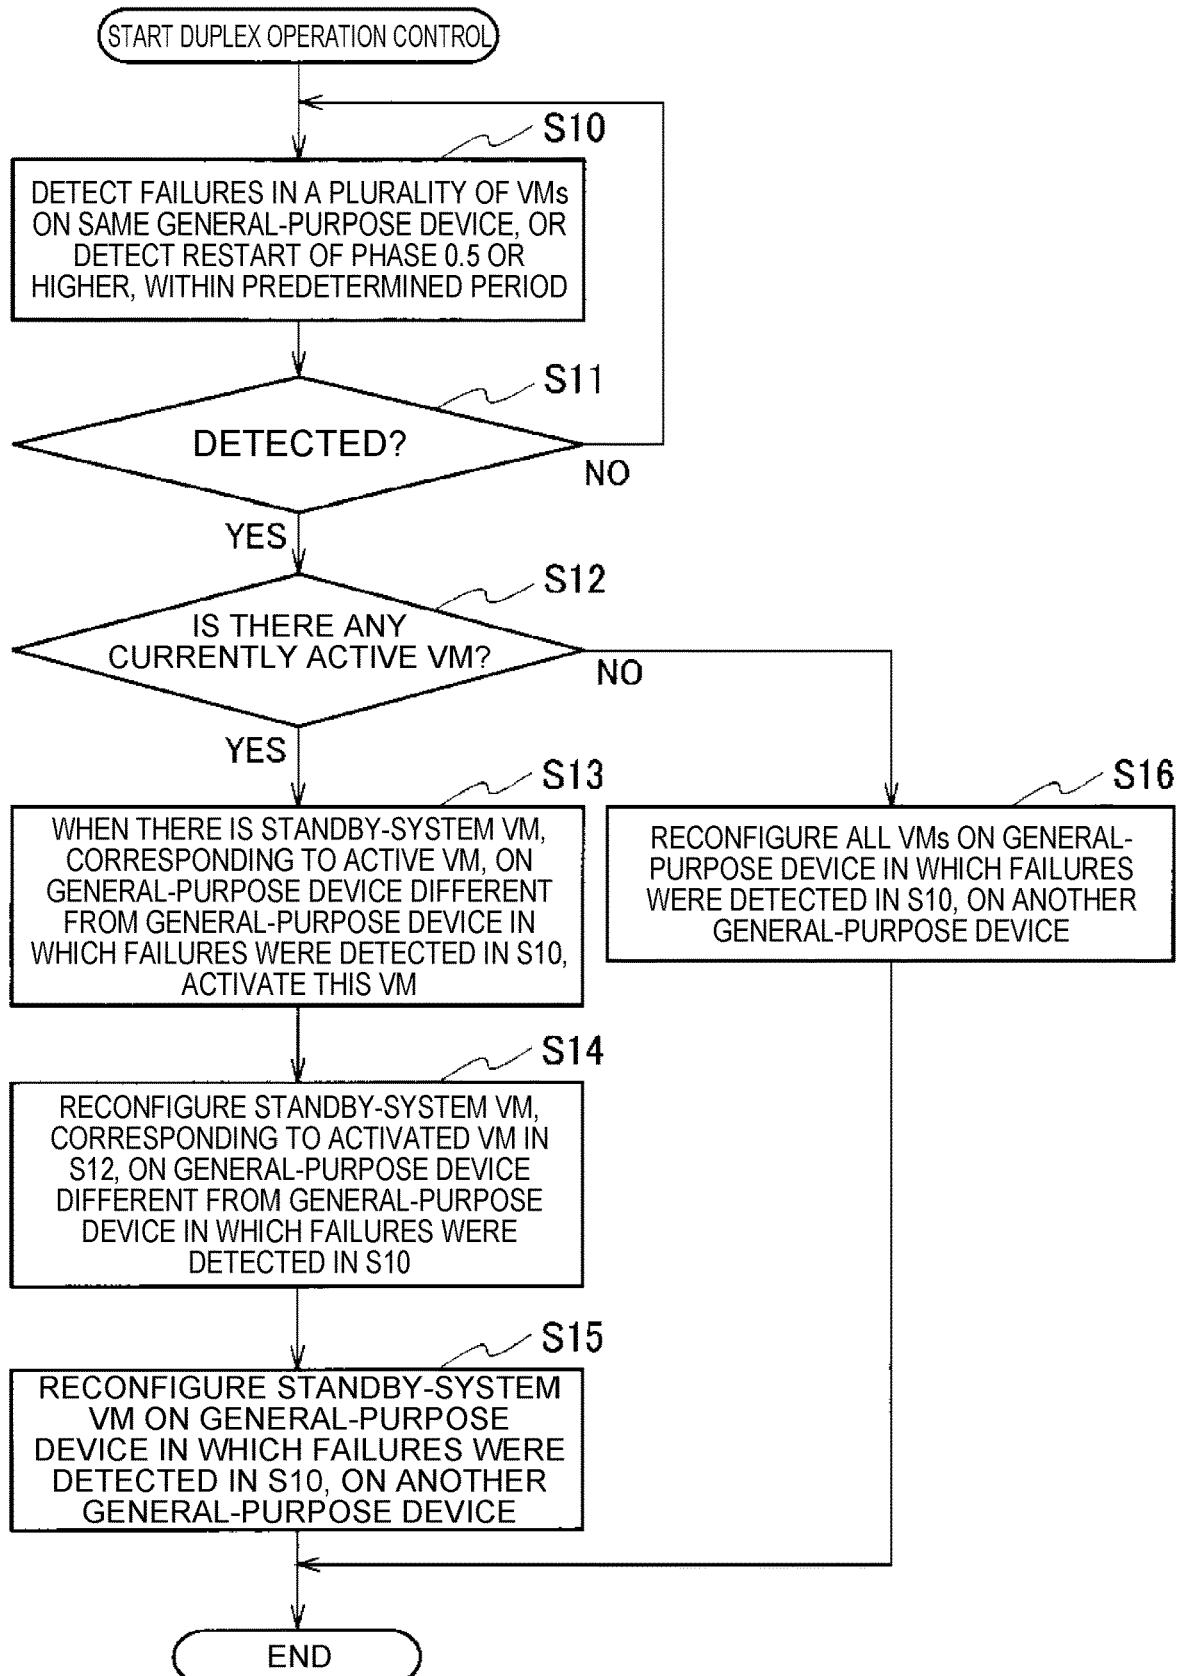 START DUPLEX OPERATION CONTROL
S10
DETECT FAILURES IN A PLURALITY OF VMs
ON SAME GENERAL-PURPOSE DEVICE, OR
DETECT RESTART OF PHASE 0.5 OR
HIGHER, WITHIN PREDETERMINED PERIOD
S11
DETECTED?
NO
YES
S12
IS THERE ANY
CURRENTLY ACTIVE VM?
NO
YES
S13
WHEN THERE IS STANDBY-SYSTEM VM,
CORRESPONDING TO ACTIVE VM, ON
GENERAL-PURPOSE DEVICE DIFFERENT
FROM GENERAL-PURPOSE DEVICE IN
WHICH FAILURES WERE DETECTED IN S10,
ACTIVATE THIS VM
S16
RECONFIGURE ALL VMs ON GENERAL-
PURPOSE DEVICE IN WHICH FAILURES
WERE DETECTED IN S10, ON ANOTHER
GENERAL-PURPOSE DEVICE
S14
RECONFIGURE STANDBY-SYSTEM VM,
CORRESPONDING TO ACTIVATED VM IN
S12, ON GENERAL-PURPOSE DEVICE
DIFFERENT FROM GENERAL-PURPOSE
DEVICE IN WHICH FAILURES WERE
DETECTED IN S10
S15
RECONFIGURE STANDBY-SYSTEM
VM ON GENERAL-PURPOSE
DEVICE IN WHICH FAILURES WERE
DETECTED IN S10, ON ANOTHER
GENERAL-PURPOSE DEVICE
END